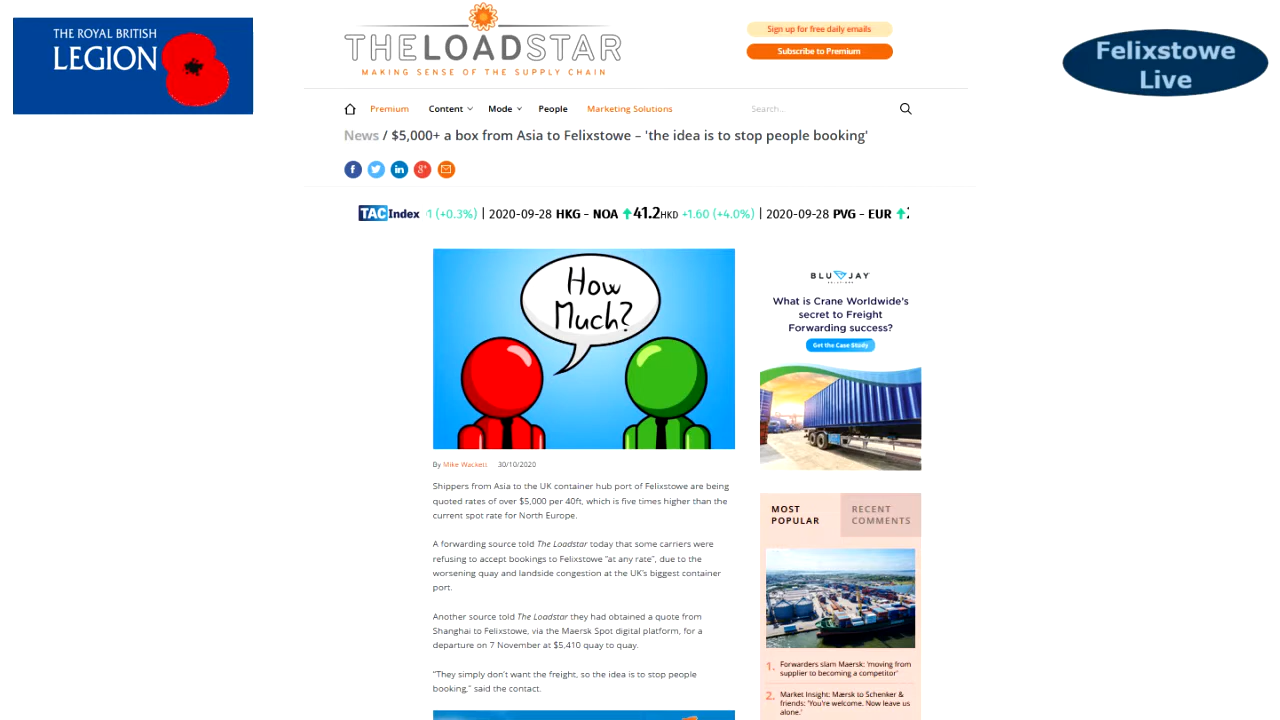 THE ROYAL BRITISH
LEGION
THELOADSTAR
MAKING SENSE OF THE SUPPLY CHAIN
Sign up for free daily emails
Subscribe to Premium
Felixstowe
Live
Premium Content Mode People Marketing Solutions Search...
News / $5,000+ a box from Asia to Felixstowe – 'the idea is to stop people booking'
TAC Index 1 (+0.3%) | 2020-09-28 HKG - NOA 41.2HKD +1.60 (+4.0%) | 2020-09-28 PVG - EUR
How
Much?
By Mike Wackett 30/10/2020
Shippers from Asia to the UK container hub port of Felixstowe are being
quoted rates of over $5,000 per 40ft, which is five times higher than the
current spot rate for North Europe.
A forwarding source told The Loadstar today that some carriers were
refusing to accept bookings to Felixstowe "at any rate", due to the
worsening quay and landside congestion at the UK's biggest container
port.
Another source told The Loadstar they had obtained a quote from
Shanghai to Felixstowe, via the Maersk Spot digital platform, for a
departure on 7 November at $5,410 quay to quay.
"They simply don't want the freight, so the idea is to stop people
booking," said the contact.
BLUJAY
SOLUTIONS
What is Crane Worldwide's
secret to Freight
Forwarding success?
Get the Case Study
MOST
POPULAR
RECENT
COMMENTS
1. Forwarders slam Maersk: 'moving from
supplier to becoming a competitor'
2. Market Insight: Mærsk to Schenker &
friends: 'You're welcome. Now leave us
alone.'